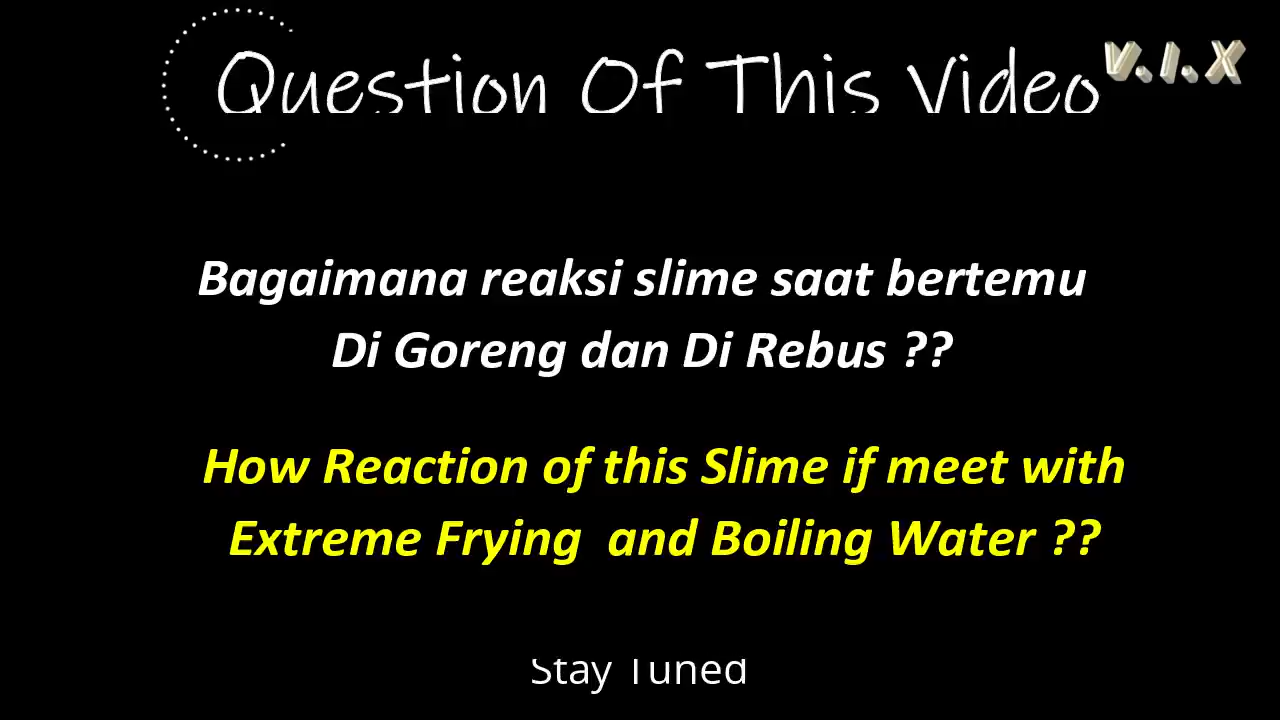 Question Of This Video
V.I.X
Bagaimana reaksi slime saat bertemu
Di Goreng dan Di Rebus ??
How Reaction of this Slime if meet with
Extreme Frying and Boiling Water ??
Stay Tuned